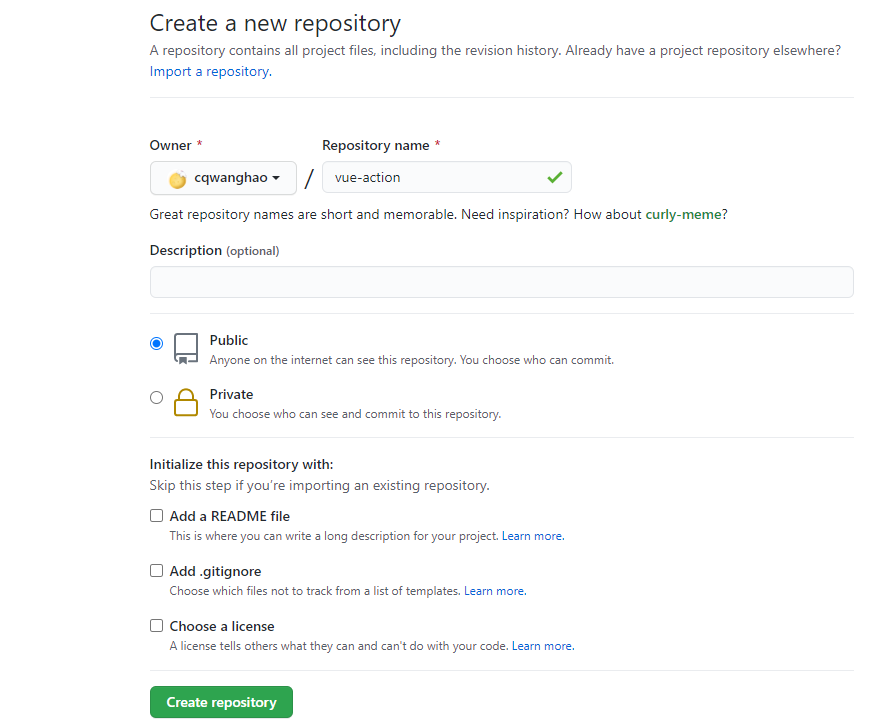 Create a new repository
A repository contains all project files, including the revision history. Already have a project repository elsewhere?
Import a repository.
Owner * Repository name *
cqwanghao / vue-action
Great repository names are short and memorable. Need inspiration? How about curly-meme?
Description (optional)
Public
Anyone on the internet can see this repository. You choose who can commit.
Private
You choose who can see and commit to this repository.
Initialize this repository with:
Skip this step if you're importing an existing repository.
Add a README file
This is where you can write a long description for your project. Learn more.
Add .gitignore
Choose which files not to track from a list of templates. Learn more.
Choose a license
A license tells others what they can and can't do with your code. Learn more.
Create repository